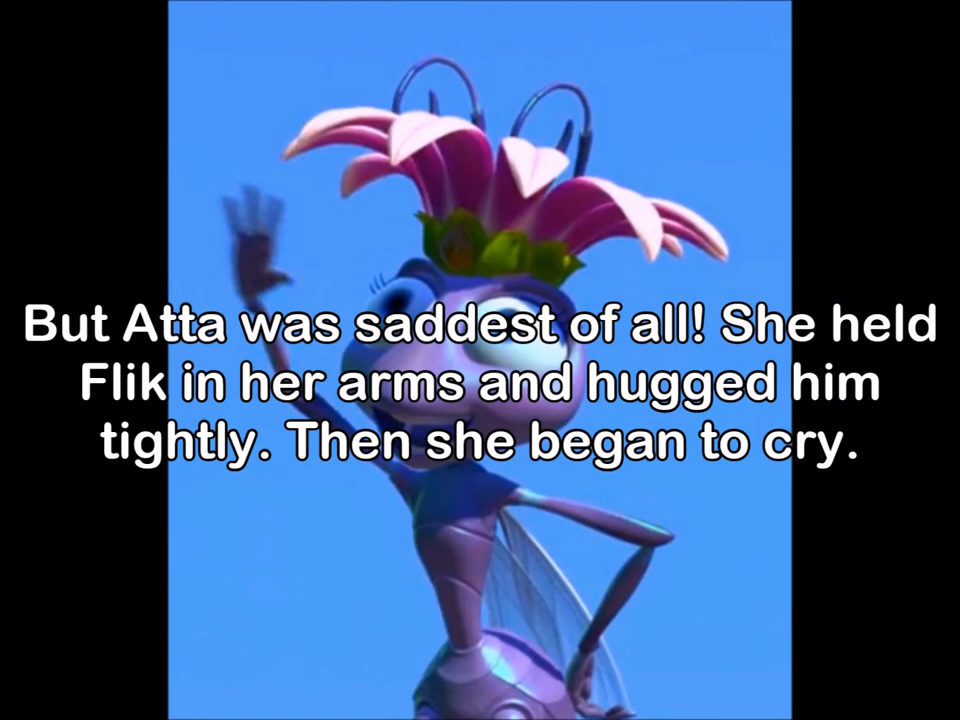 But Atta was saddest of all! She held
Flik in her arms and hugged him
tightly. Then she began to cry.